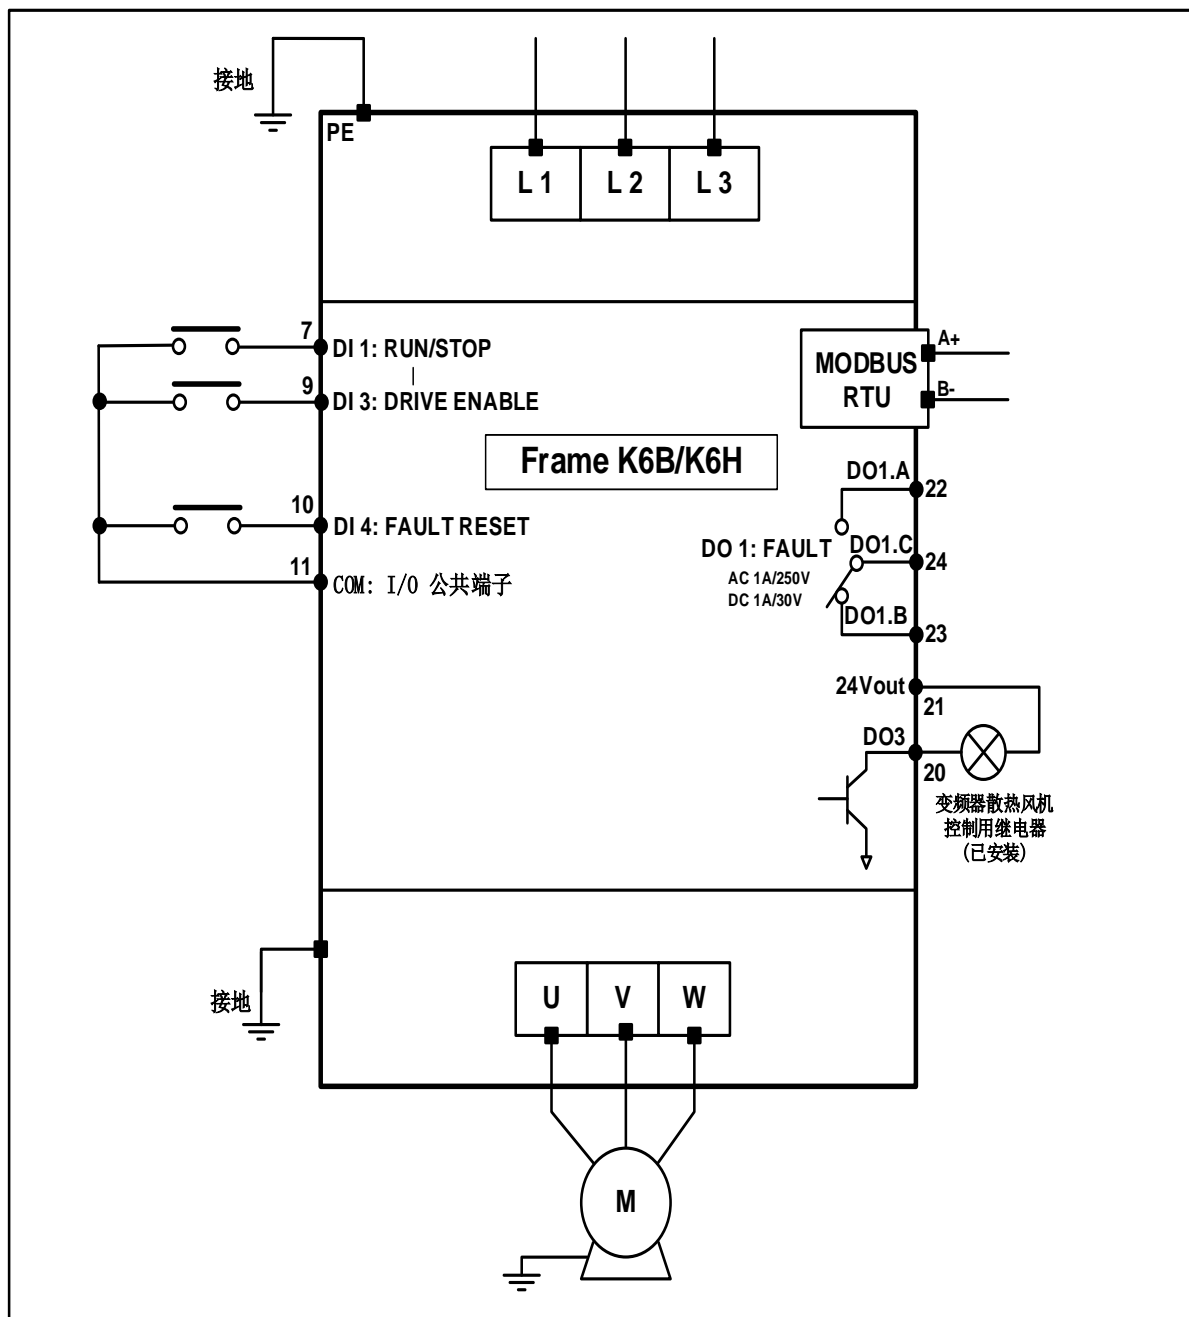 接地
PE
L 1 L 2 L 3
7 DI 1: RUN/STOP
9 DI 3: DRIVE ENABLE
MODBUS
RTU
A+
B-
Frame K6B/K6H
DO1.A 22
10 DI 4: FAULT RESET
DO 1: FAULT DO1.C 24
AC 1A/250V
DC 1A/30V
11 COM: I/O 公共端子
DO1.B 23
24Vout 21
DO3 20
变频器散热风机
控制用继电器
(已安装)
接地
U V W
M